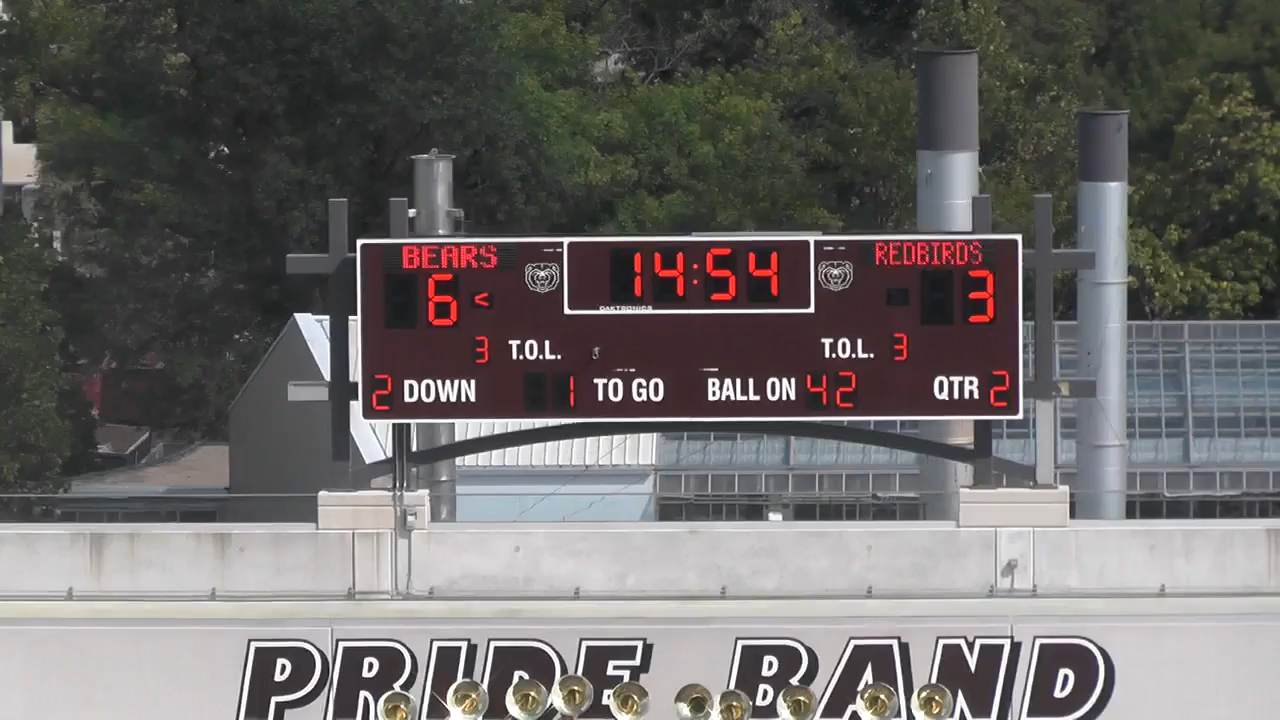 BEARS 14:54 REDBIRDS
6 < 3
DAKTRONICS
3 T.O.L. T.O.L. 3
2 DOWN 1 TO GO BALL ON 42 QTR 2
PRIDE BAND